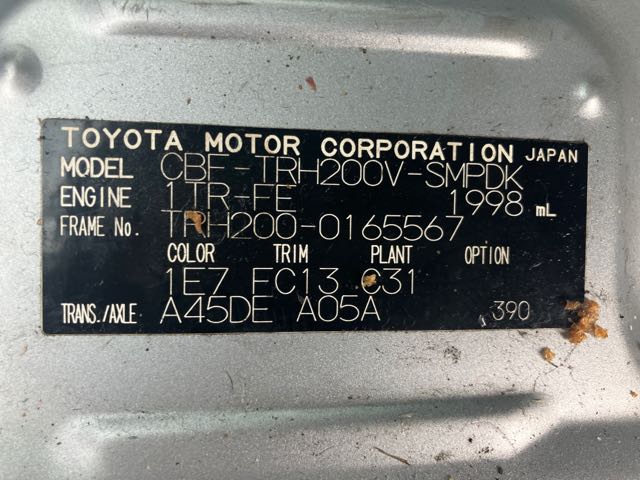 TOYOTA MOTOR CORPORATION JAPAN
MODEL CBF-TRH200V-SMPDK
ENGINE 1TR-FE 1998 mL
FRAME No. TRH200-0165567
COLOR TRIM PLANT OPTION
1E7 FC13 C31
TRANS./AXLE A45DE A05A 390